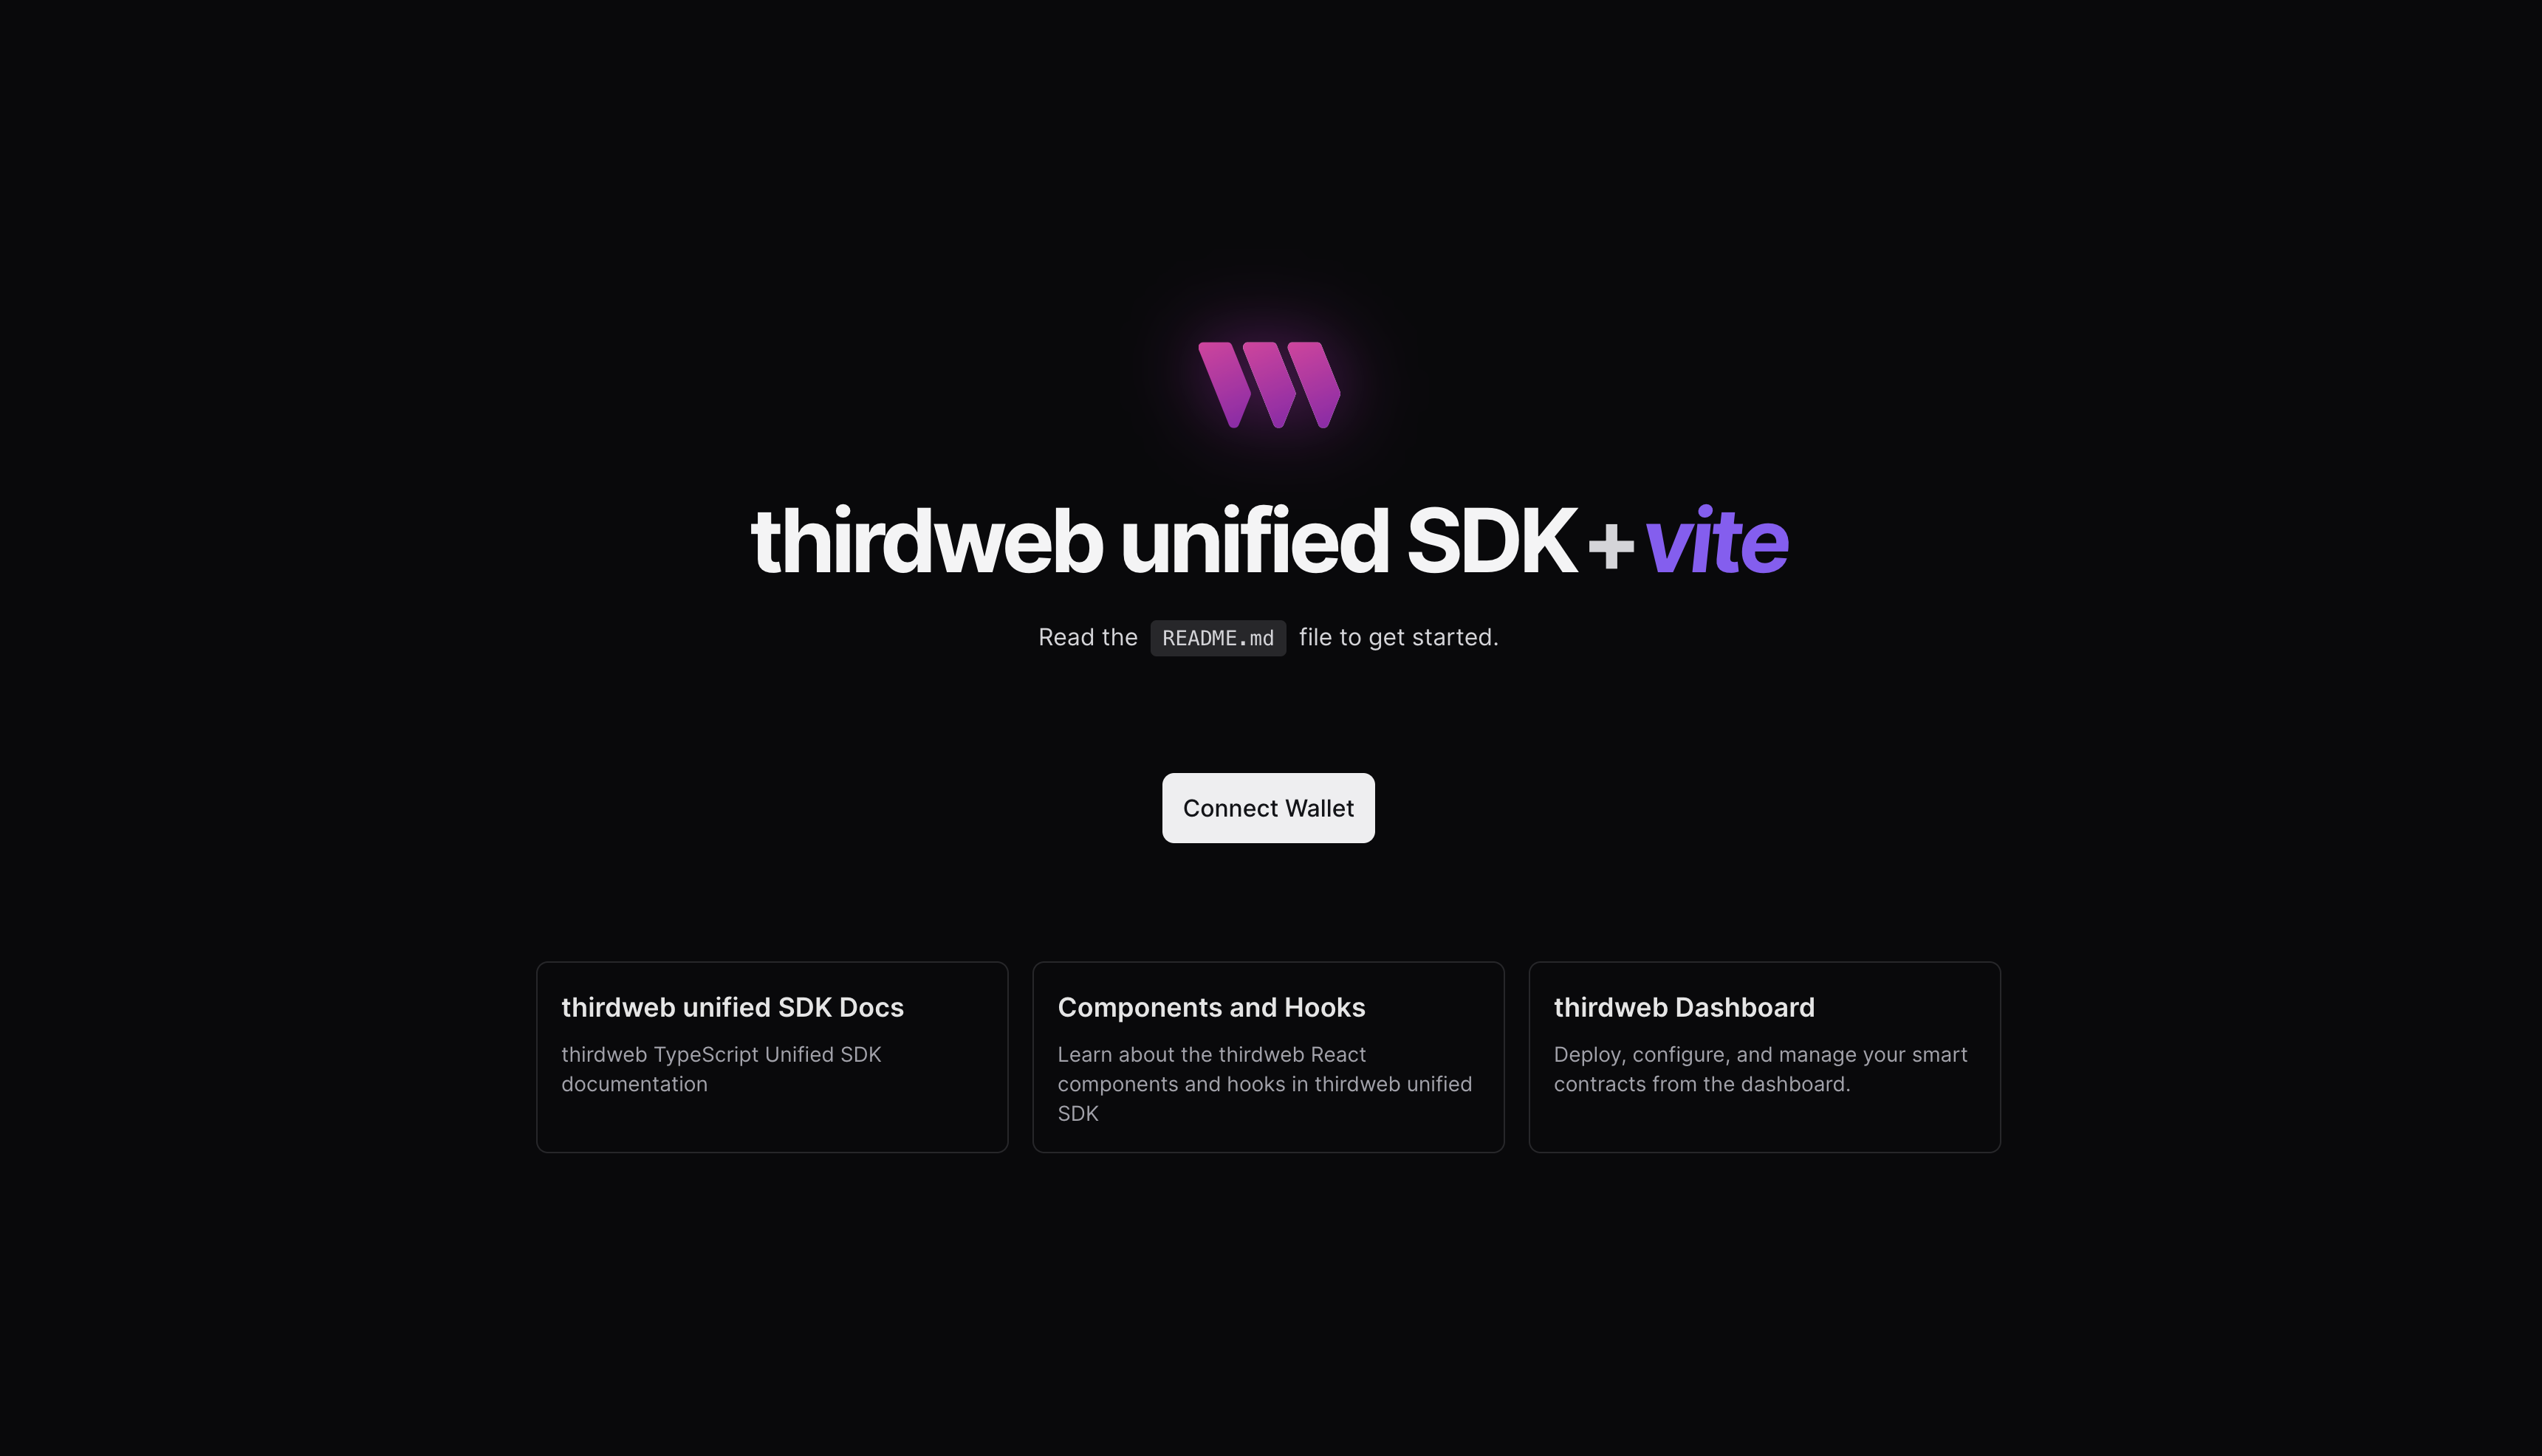 thirdweb unified SDK + vite
Read the README.md file to get started.
Connect Wallet
thirdweb unified SDK Docs
thirdweb TypeScript Unified SDK
documentation
Components and Hooks
Learn about the thirdweb React
components and hooks in thirdweb unified
SDK
thirdweb Dashboard
Deploy, configure, and manage your smart
contracts from the dashboard.